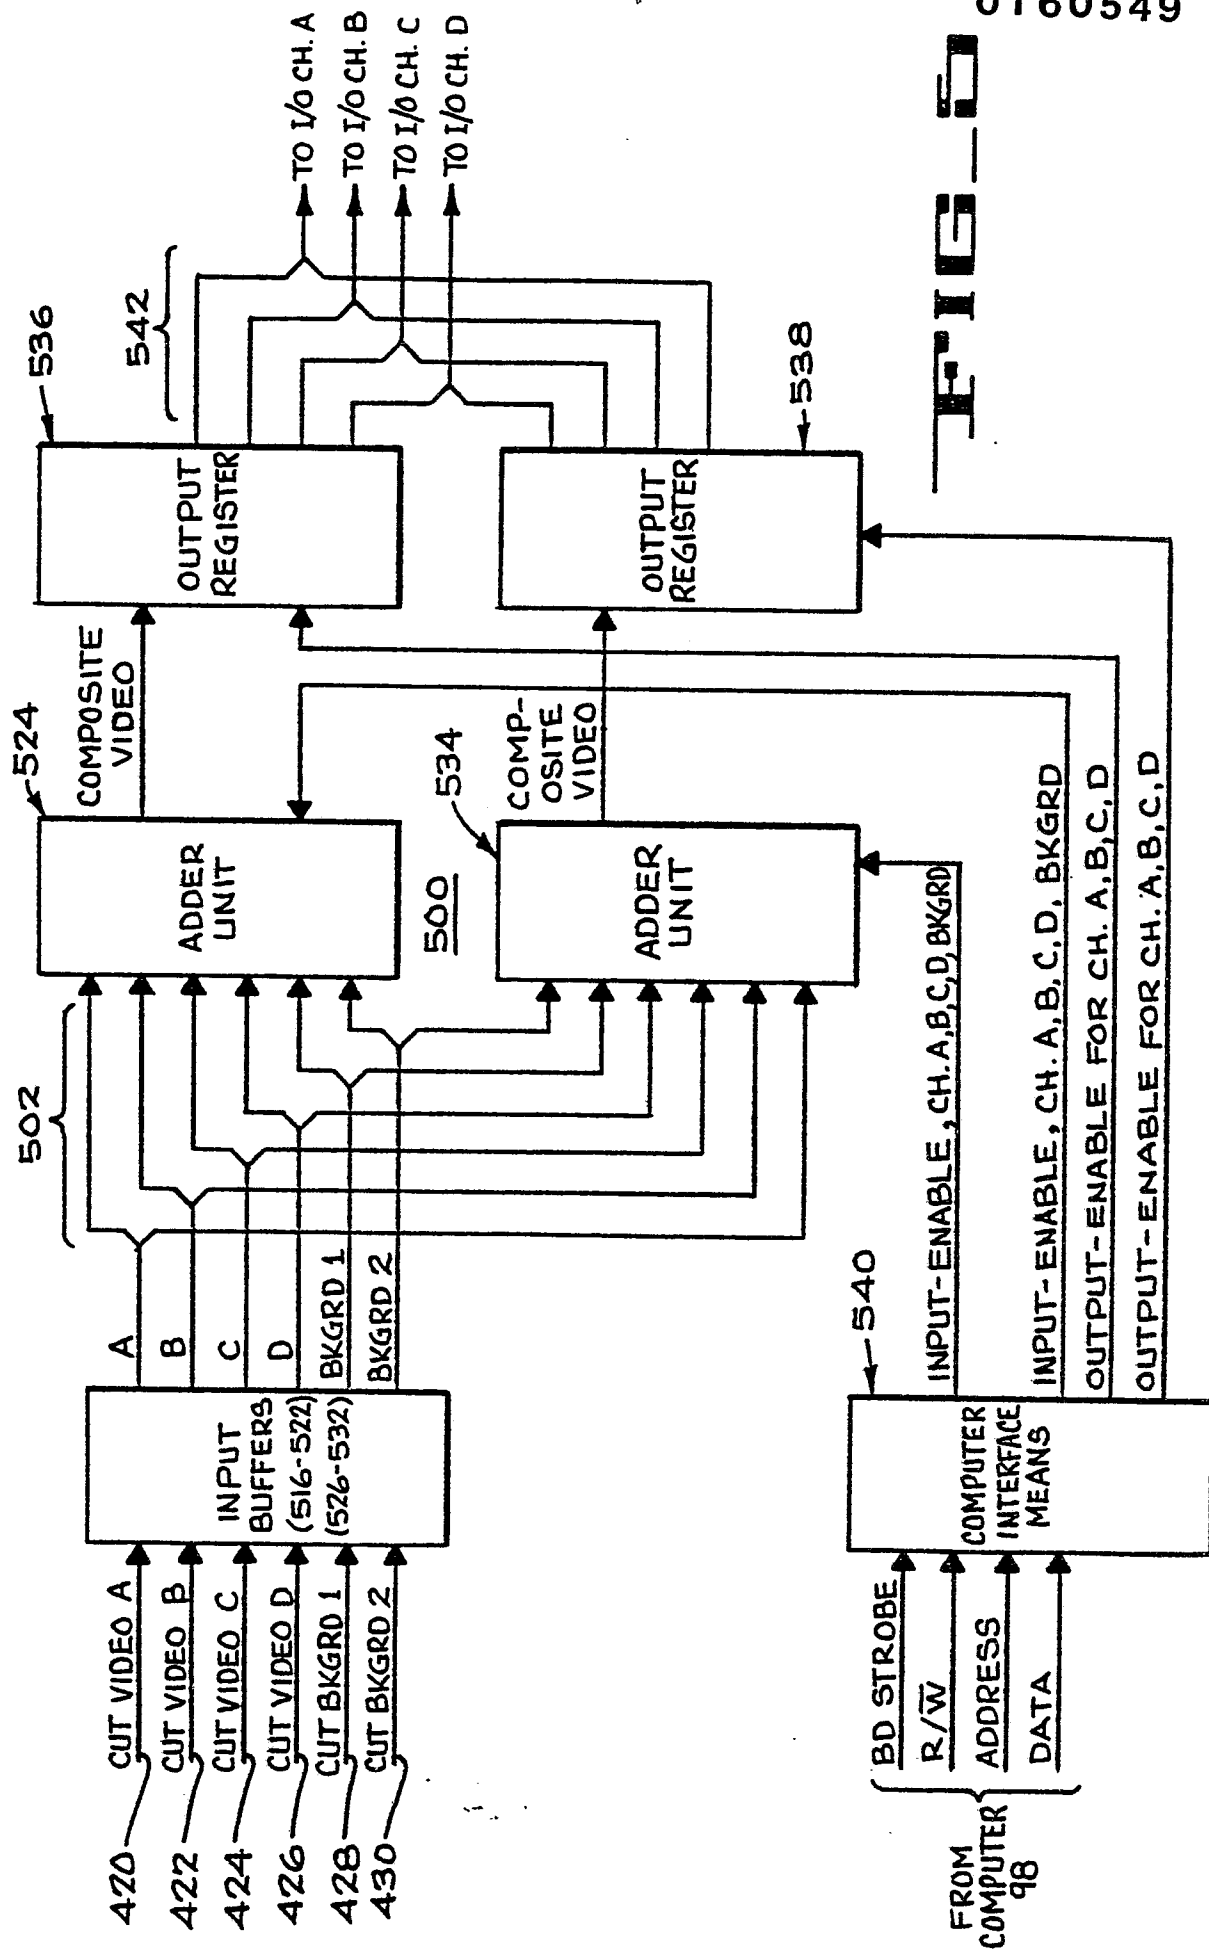 0160549
FIG_5
420
CUT VIDEO A
422
CUT VIDEO B
424
CUT VIDEO C
426
CUT VIDEO D
428
CUT BKGRD 1
430
CUT BKGRD 2
INPUT
BUFFERS
(516-522)
(526-532)
A
B
C
D
BKGRD 1
BKGRD 2
502
524
ADDER
UNIT
500
534
ADDER
UNIT
COMPOSITE
VIDEO
COMP-
OSITE
VIDEO
536
OUTPUT
REGISTER
538
OUTPUT
REGISTER
542
TO I/O CH. A
TO I/O CH. B
TO I/O CH. C
TO I/O CH. D
FROM
COMPUTER
98
BD STROBE
R/W̅
ADDRESS
DATA
540
COMPUTER
INTERFACE
MEANS
INPUT-ENABLE, CH. A,B,C,D, BKGRD
INPUT-ENABLE, CH. A,B,C,D, BKGRD
OUTPUT-ENABLE FOR CH. A,B,C,D
OUTPUT-ENABLE FOR CH. A,B,C,D